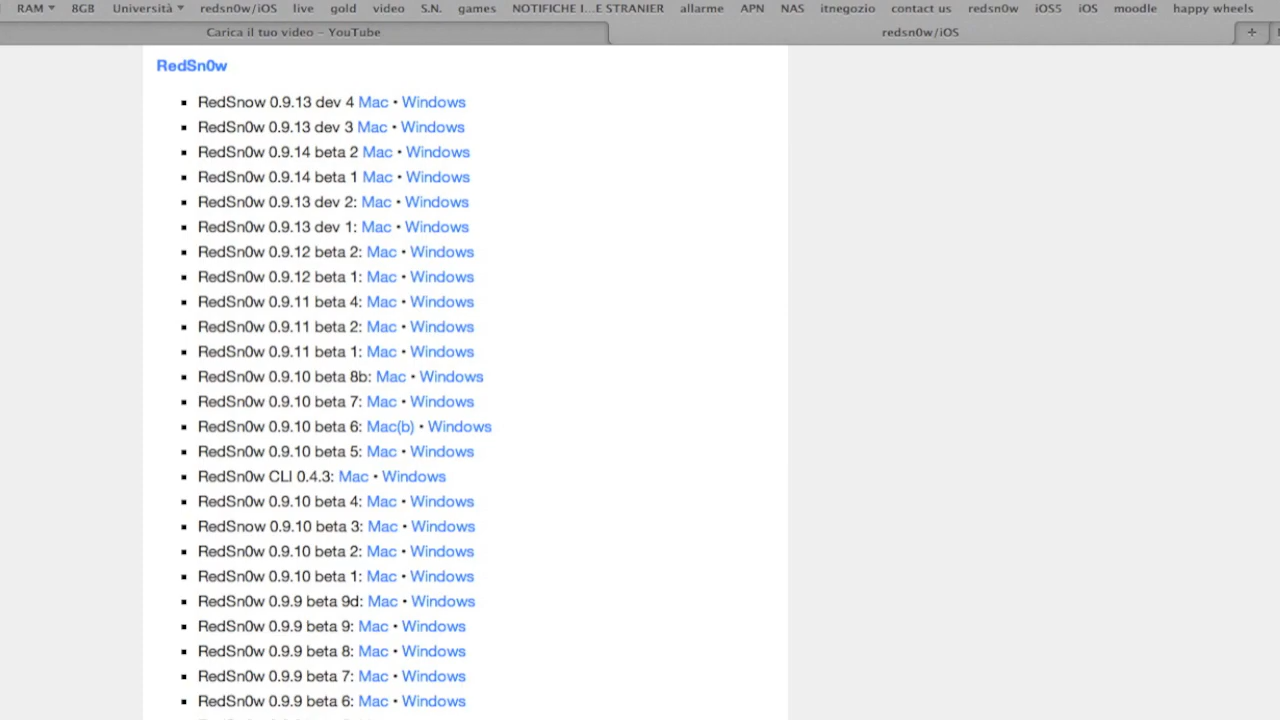 RAM 8GB Università redsn0w/iOS live gold video S.N. games NOTIFICHE I...E STRANIER allarme APN NAS itnegozio contact us redsn0w iOS5 iOS moodle happy wheels
Carica il tuo video – YouTube redsn0w/iOS +
RedSn0w
▪ RedSnow 0.9.13 dev 4 Mac • Windows
▪ RedSn0w 0.9.13 dev 3 Mac • Windows
▪ RedSn0w 0.9.14 beta 2 Mac • Windows
▪ RedSn0w 0.9.14 beta 1 Mac • Windows
▪ RedSn0w 0.9.13 dev 2: Mac • Windows
▪ RedSn0w 0.9.13 dev 1: Mac • Windows
▪ RedSn0w 0.9.12 beta 2: Mac • Windows
▪ RedSn0w 0.9.12 beta 1: Mac • Windows
▪ RedSn0w 0.9.11 beta 4: Mac • Windows
▪ RedSn0w 0.9.11 beta 2: Mac • Windows
▪ RedSn0w 0.9.11 beta 1: Mac • Windows
▪ RedSn0w 0.9.10 beta 8b: Mac • Windows
▪ RedSn0w 0.9.10 beta 7: Mac • Windows
▪ RedSn0w 0.9.10 beta 6: Mac(b) • Windows
▪ RedSn0w 0.9.10 beta 5: Mac • Windows
▪ RedSn0w CLI 0.4.3: Mac • Windows
▪ RedSn0w 0.9.10 beta 4: Mac • Windows
▪ RedSnow 0.9.10 beta 3: Mac • Windows
▪ RedSn0w 0.9.10 beta 2: Mac • Windows
▪ RedSn0w 0.9.10 beta 1: Mac • Windows
▪ RedSn0w 0.9.9 beta 9d: Mac • Windows
▪ RedSn0w 0.9.9 beta 9: Mac • Windows
▪ RedSn0w 0.9.9 beta 8: Mac • Windows
▪ RedSn0w 0.9.9 beta 7: Mac • Windows
▪ RedSn0w 0.9.9 beta 6: Mac • Windows